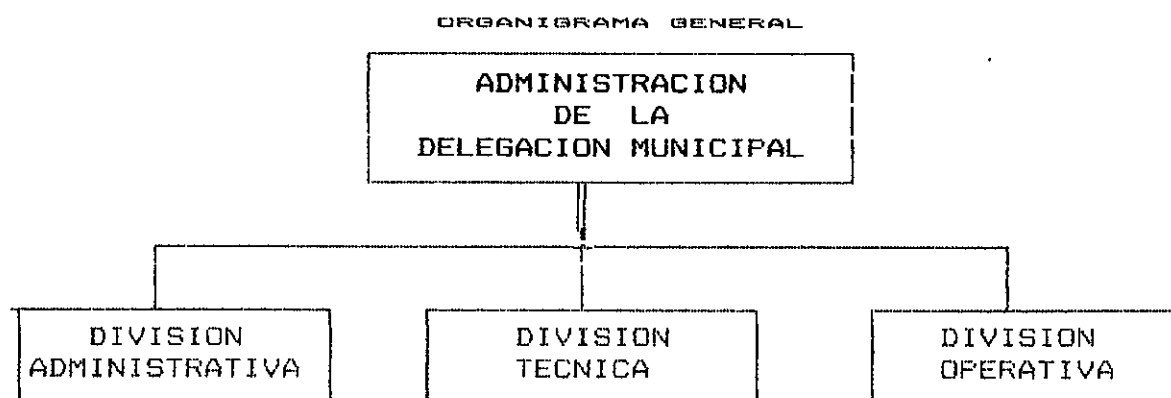 ORGANIGRAMA GENERAL
ADMINISTRACION
DE LA
DELEGACION MUNICIPAL
DIVISION
ADMINISTRATIVA
DIVISION
TECNICA
DIVISION
OPERATIVA